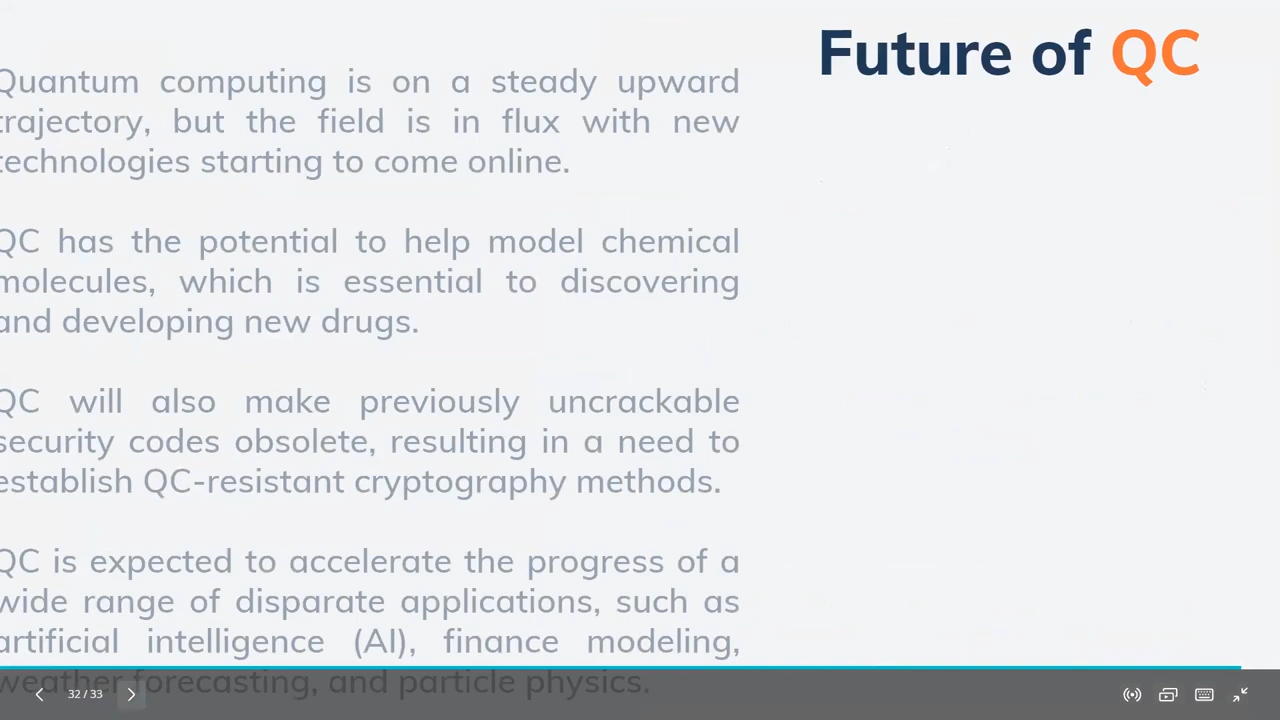 Future of QC
Quantum computing is on a steady upward
trajectory, but the field is in flux with new
technologies starting to come online.
QC has the potential to help model chemical
molecules, which is essential to discovering
and developing new drugs.
QC will also make previously uncrackable
security codes obsolete, resulting in a need to
establish QC-resistant cryptography methods.
QC is expected to accelerate the progress of a
wide range of disparate applications, such as
artificial intelligence (AI), finance modeling,
weather forecasting, and particle physics.
32 / 33